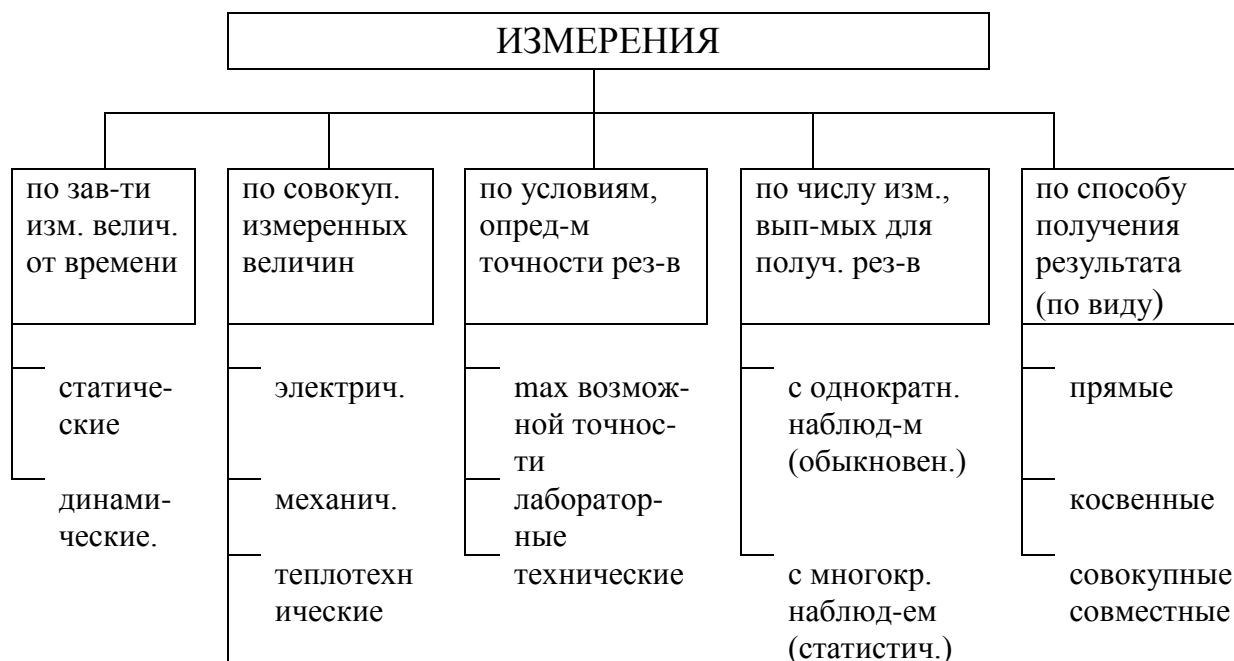 ИЗМЕРЕНИЯ
по зав-ти
изм. велич.
от времени
по совокуп.
измеренных
величин
по условиям,
опред-м
точности рез-в
по числу изм.,
вып-мых для
получ. рез-в
по способу
получения
результата
(по виду)
статиче-
ские
динами-
ческие.
электрич.
механич.
теплотехн
ические
max возмож-
ной точнос-
ти
лаборатор-
ные
технические
с однократн.
наблюд-м
(обыкновен.)
с многокр.
наблюд-ем
(статистич.)
прямые
косвенные
совокупные
совместные